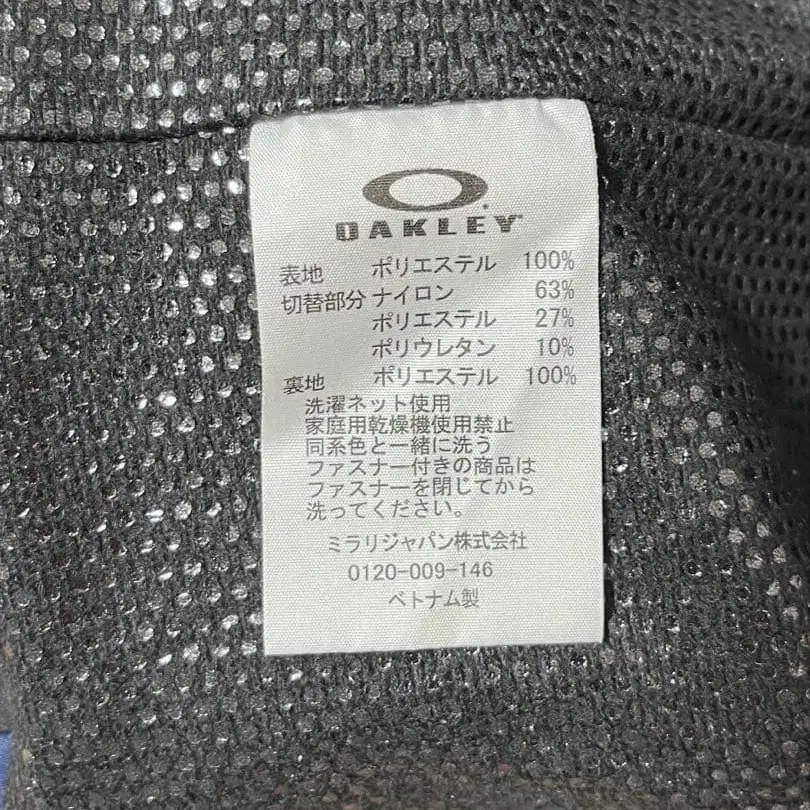 OAKLEY
表地 ポリエステル 100%
切替部分 ナイロン 63%
ポリエステル 27%
ポリウレタン 10%
裏地 ポリエステル 100%
洗濯ネット使用
家庭用乾燥機使用禁止
同系色と一緒に洗う
ファスナー付きの商品は
ファスナーを閉じてから
洗ってください。
ミラリジャパン株式会社
0120-009-146
ベトナム製